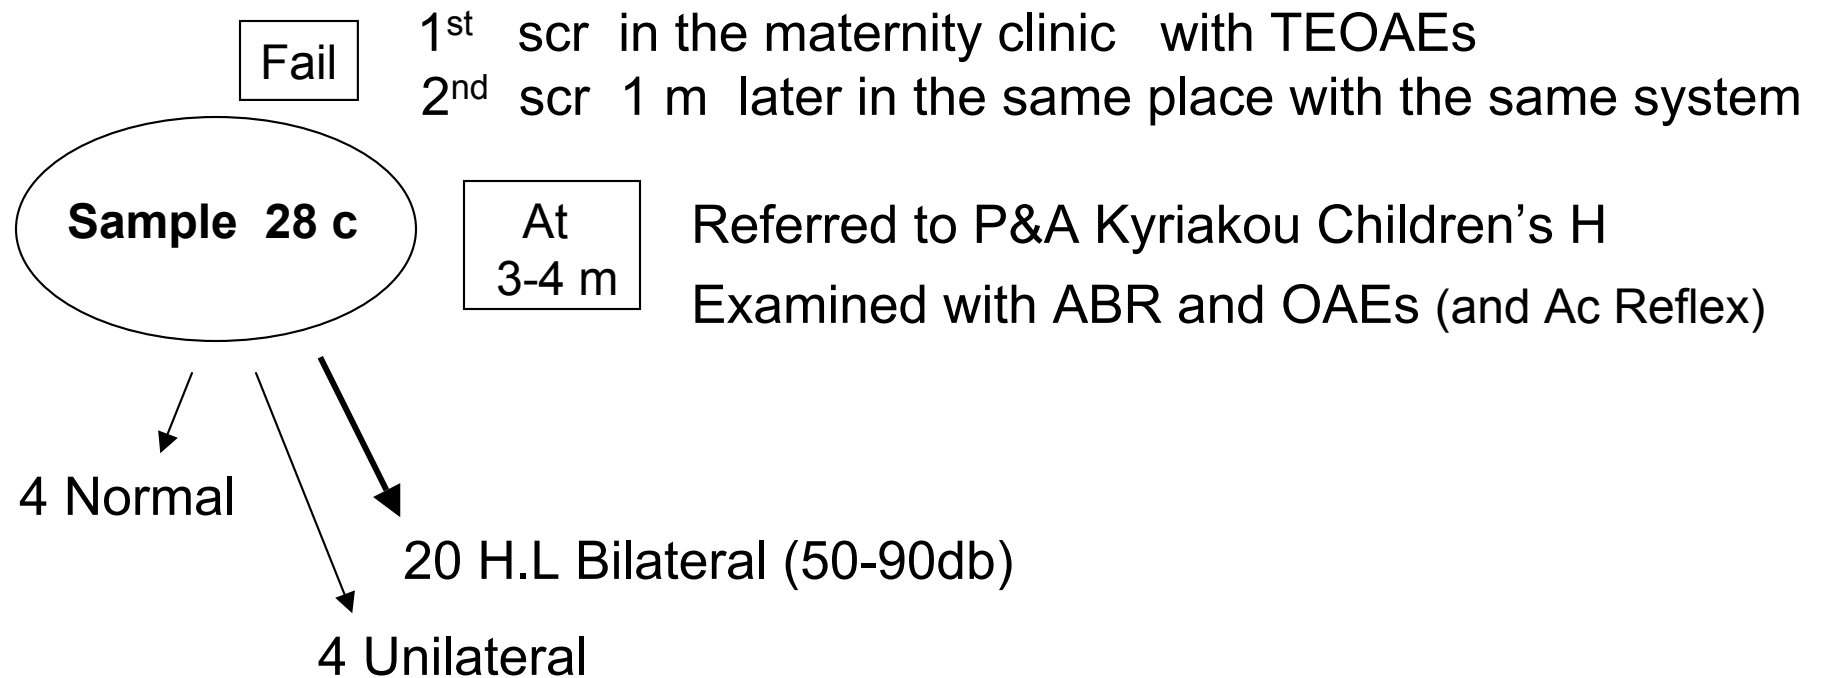 Fail
1st scr in the maternity clinic with TEOAEs
2nd scr 1 m later in the same place with the same system
Sample 28 c
At
3-4 m
Referred to P&A Kyriakou Children's H
Examined with ABR and OAEs (and Ac Reflex)
4 Normal
20 H.L Bilateral (50-90db)
4 Unilateral